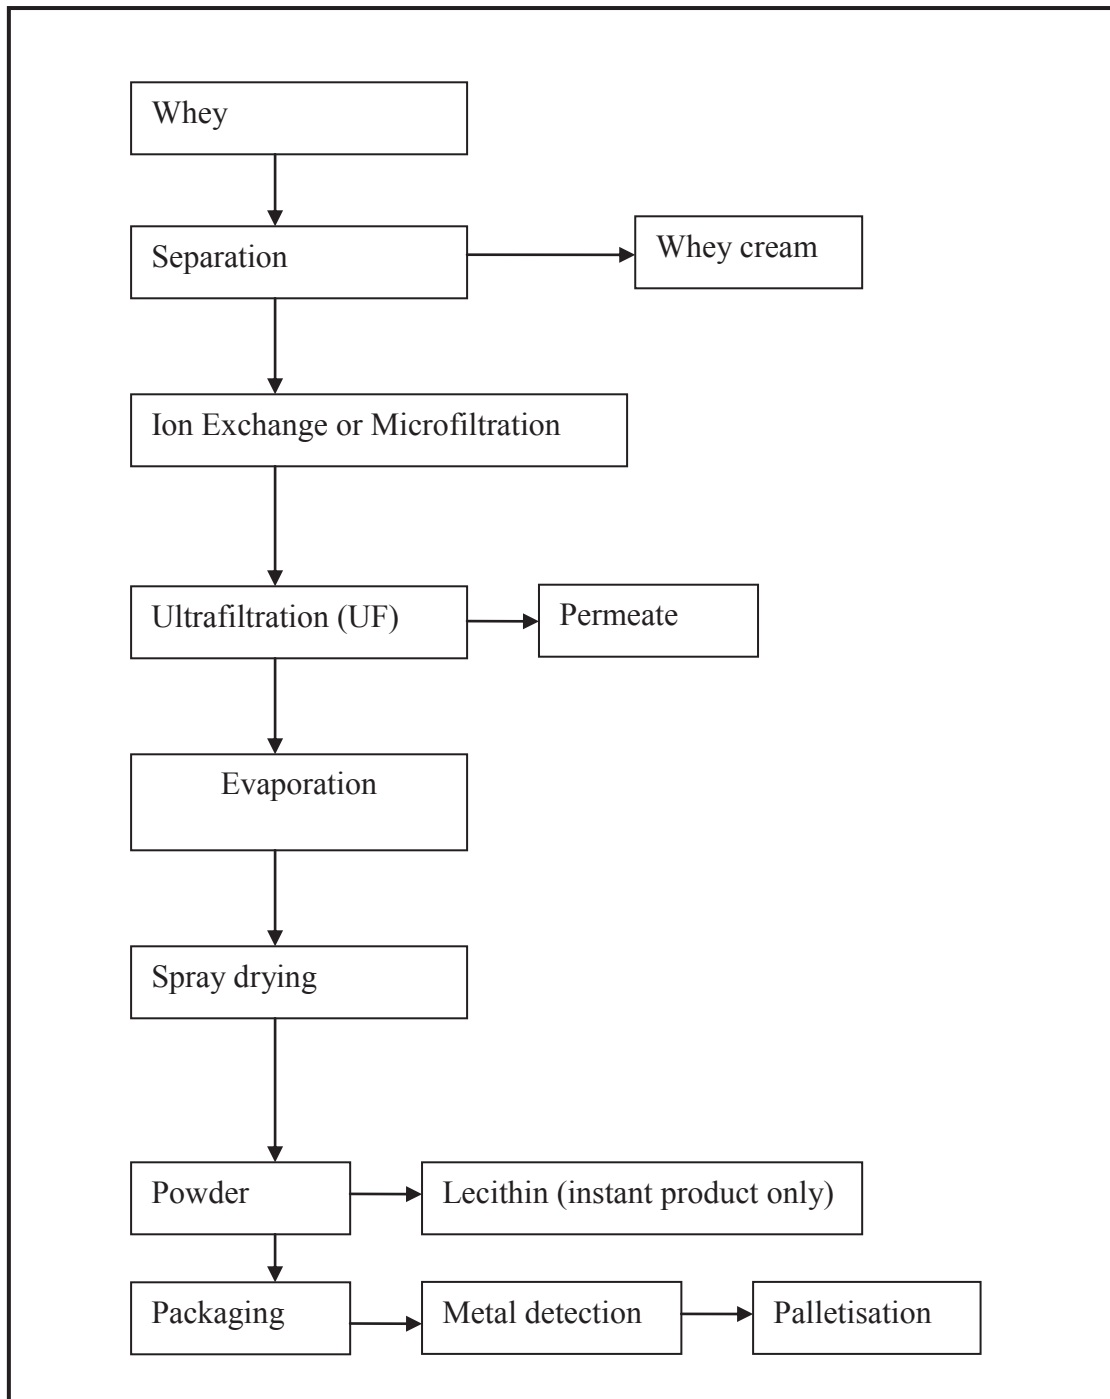 Whey
Separation
Whey cream
Ion Exchange or Microfiltration
Ultrafiltration (UF)
Permeate
Evaporation
Spray drying
Powder
Lecithin (instant product only)
Packaging
Metal detection
Palletisation